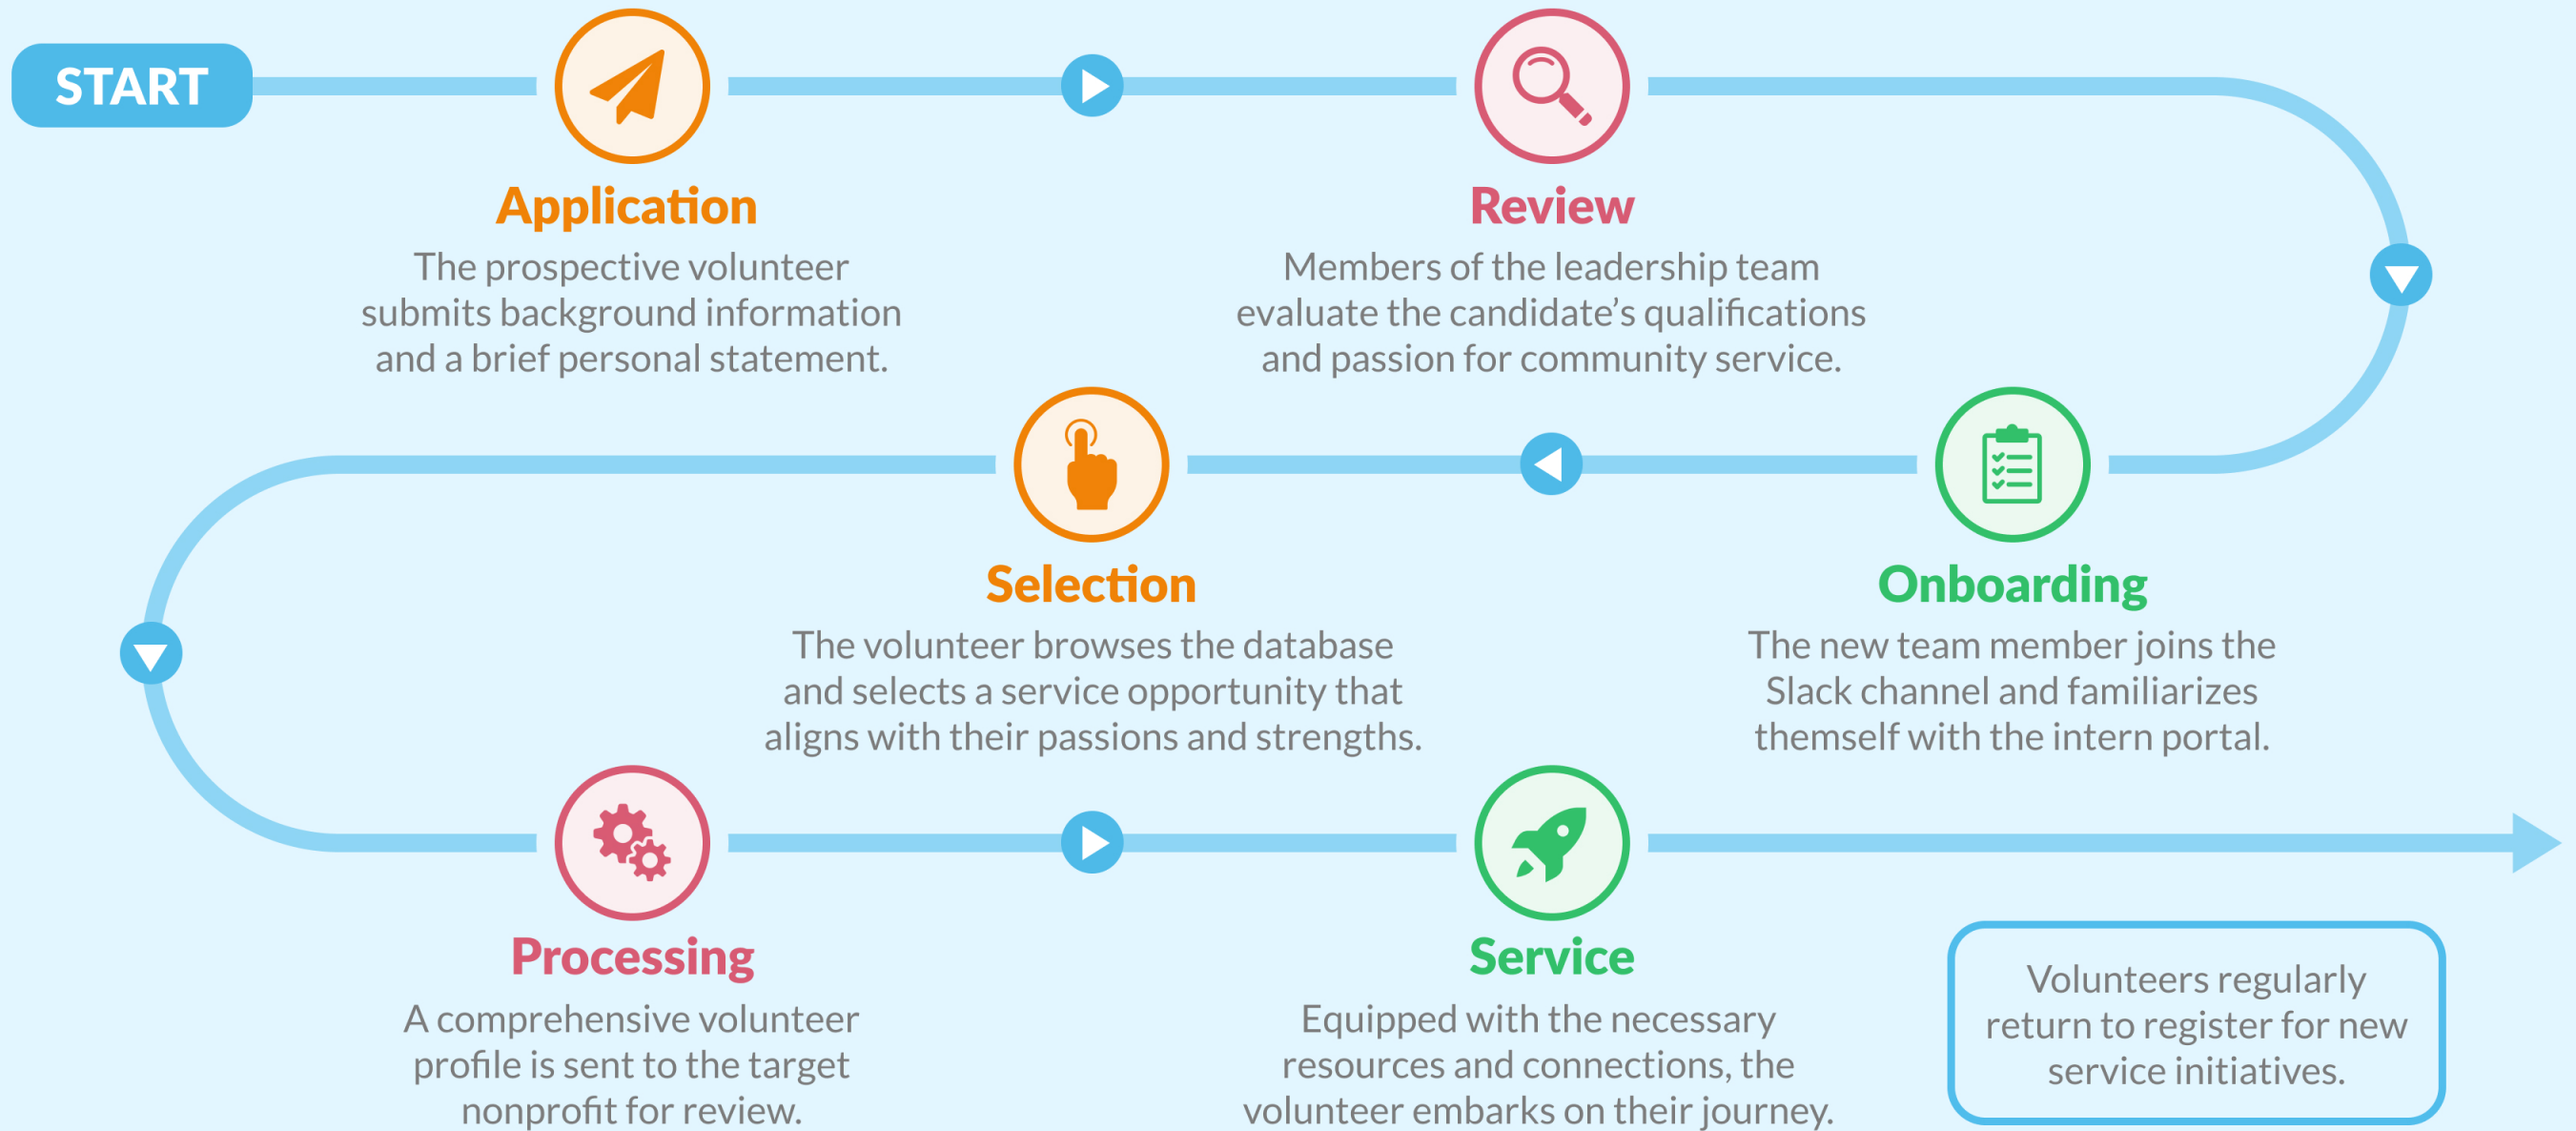 START
Application
The prospective volunteer
submits background information
and a brief personal statement.
Review
Members of the leadership team
evaluate the candidate’s qualifications
and passion for community service.
Onboarding
The new team member joins the
Slack channel and familiarizes
themself with the intern portal.
Selection
The volunteer browses the database
and selects a service opportunity that
aligns with their passions and strengths.
Processing
A comprehensive volunteer
profile is sent to the target
nonprofit for review.
Service
Equipped with the necessary
resources and connections, the
volunteer embarks on their journey.
Volunteers regularly
return to register for new
service initiatives.